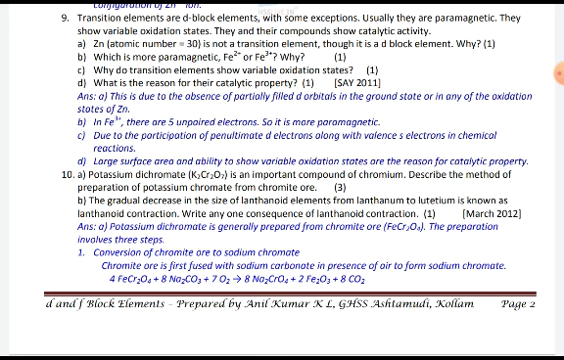 configuration of Zn²⁺ ion.
9. Transition elements are d-block elements, with some exceptions. Usually they are paramagnetic. They
show variable oxidation states. They and their compounds show catalytic activity.
a) Zn (atomic number = 30) is not a transition element, though it is a d block element. Why? (1)
b) Which is more paramagnetic, Fe²⁺ or Fe³⁺? Why? (1)
c) Why do transition elements show variable oxidation states? (1)
d) What is the reason for their catalytic property? (1) [SAY 2011]
Ans: a) This is due to the absence of partially filled d orbitals in the ground state or in any of the oxidation
states of Zn.
b) In Fe³⁺, there are 5 unpaired electrons. So it is more paramagnetic.
c) Due to the participation of penultimate d electrons along with valence s electrons in chemical
reactions.
d) Large surface area and ability to show variable oxidation states are the reason for catalytic property.
10. a) Potassium dichromate (K₂Cr₂O₇) is an important compound of chromium. Describe the method of
preparation of potassium chromate from chromite ore. (3)
b) The gradual decrease in the size of lanthanoid elements from lanthanum to lutetium is known as
lanthanoid contraction. Write any one consequence of lanthanoid contraction. (1) [March 2012]
Ans: a) Potassium dichromate is generally prepared from chromite ore (FeCr₂O₄). The preparation
involves three steps.
1. Conversion of chromite ore to sodium chromate
Chromite ore is first fused with sodium carbonate in presence of air to form sodium chromate.
4 FeCr₂O₄ + 8 Na₂CO₃ + 7 O₂ → 8 Na₂CrO₄ + 2 Fe₂O₃ + 8 CO₂
d and f Block Elements - Prepared by Anil Kumar K L, GHSS Ashtamudi, Kollam Page 2